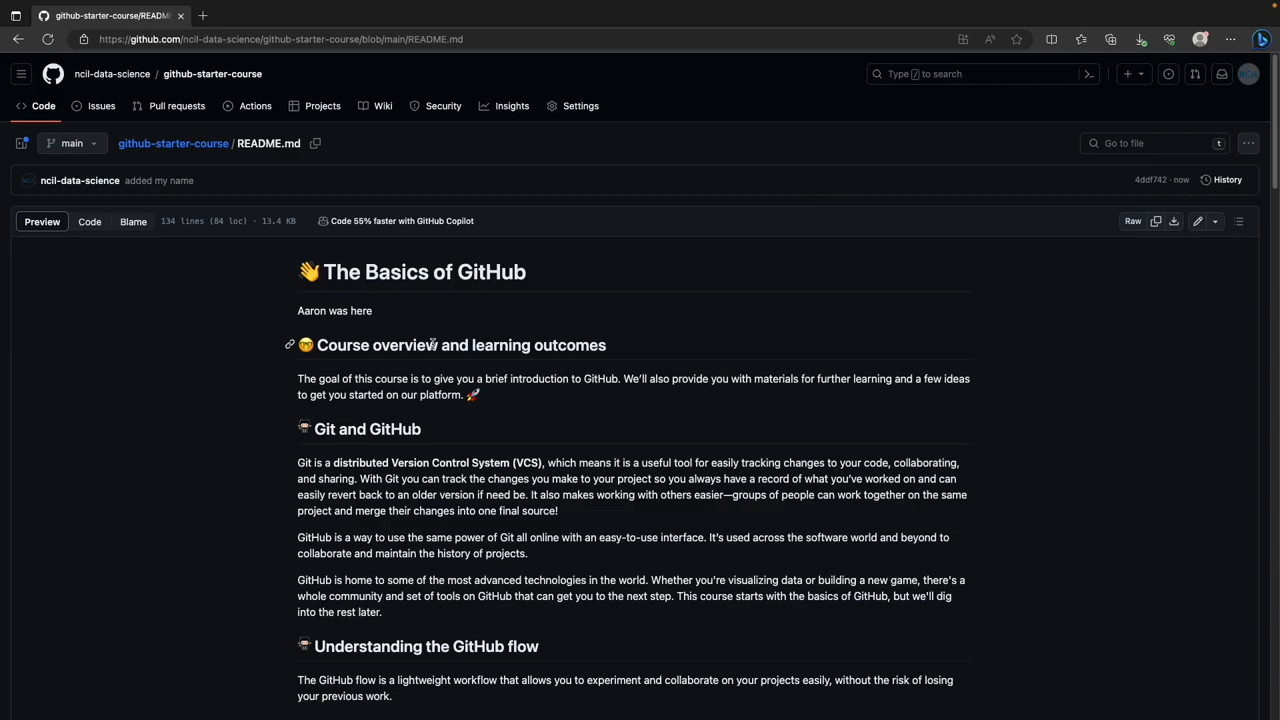 github-starter-course/README
https://github.com/ncil-data-science/github-starter-course/blob/main/README.md
ncil-data-science / github-starter-course
Type / to search
Code Issues Pull requests Actions Projects Wiki Security Insights Settings
main github-starter-course / README.md Go to file t
ncil-data-science added my name 4ddf742 · now History
Preview Code Blame 134 lines (84 loc) · 13.4 KB Code 55% faster with GitHub Copilot Raw
👋 The Basics of GitHub
Aaron was here
🤓 Course overview and learning outcomes
The goal of this course is to give you a brief introduction to GitHub. We’ll also provide you with materials for further learning and a few ideas
to get you started on our platform. 🚀
Git and GitHub
Git is a distributed Version Control System (VCS), which means it is a useful tool for easily tracking changes to your code, collaborating,
and sharing. With Git you can track the changes you make to your project so you always have a record of what you’ve worked on and can
easily revert back to an older version if need be. It also makes working with others easier—groups of people can work together on the same
project and merge their changes into one final source!
GitHub is a way to use the same power of Git all online with an easy-to-use interface. It’s used across the software world and beyond to
collaborate and maintain the history of projects.
GitHub is home to some of the most advanced technologies in the world. Whether you're visualizing data or building a new game, there's a
whole community and set of tools on GitHub that can get you to the next step. This course starts with the basics of GitHub, but we'll dig
into the rest later.
Understanding the GitHub flow
The GitHub flow is a lightweight workflow that allows you to experiment and collaborate on your projects easily, without the risk of losing
your previous work.